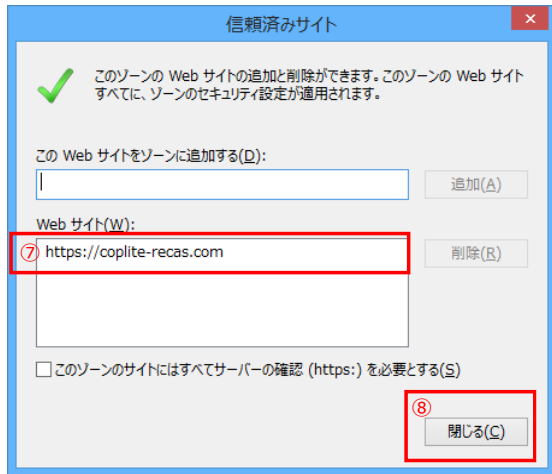 信頼済みサイト
×
このゾーンの Web サイトの追加と削除ができます。このゾーンの Web サイト
すべてに、ゾーンのセキュリティ設定が適用されます。
この Web サイトをゾーンに追加する(D):
追加(A)
Web サイト(W):
⑦ https://coplite-recas.com
削除(R)
このゾーンのサイトにはすべてサーバーの確認 (https:) を必要とする(S)
⑧
閉じる(C)